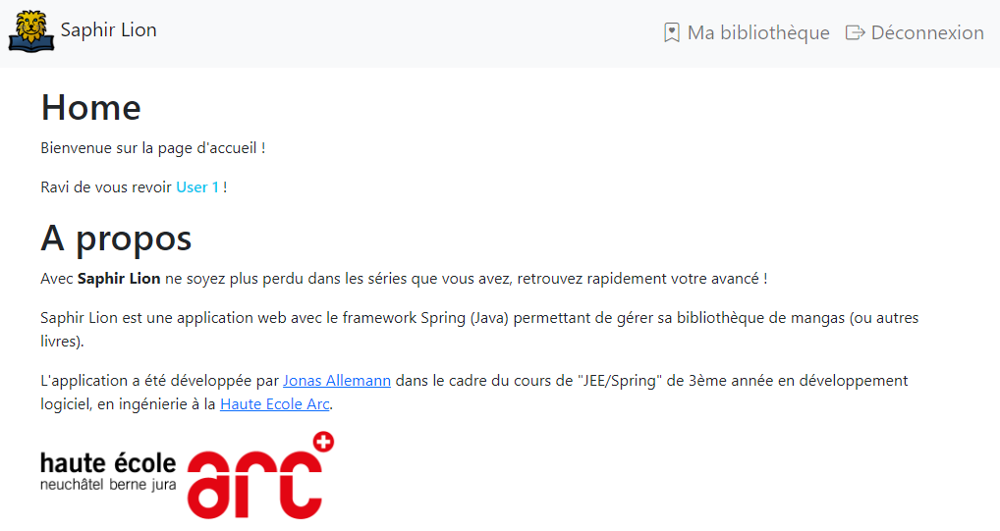 Saphir Lion
Ma bibliothèque
Déconnexion
Home
Bienvenue sur la page d'accueil !
Ravi de vous revoir User 1 !
A propos
Avec Saphir Lion ne soyez plus perdu dans les séries que vous avez, retrouvez rapidement votre avancé !
Saphir Lion est une application web avec le framework Spring (Java) permettant de gérer sa bibliothèque de mangas (ou autres
livres).
L'application a été développée par Jonas Allemann dans le cadre du cours de "JEE/Spring" de 3ème année en développement
logiciel, en ingénierie à la Haute Ecole Arc.
haute école
neuchâtel berne jura
arc